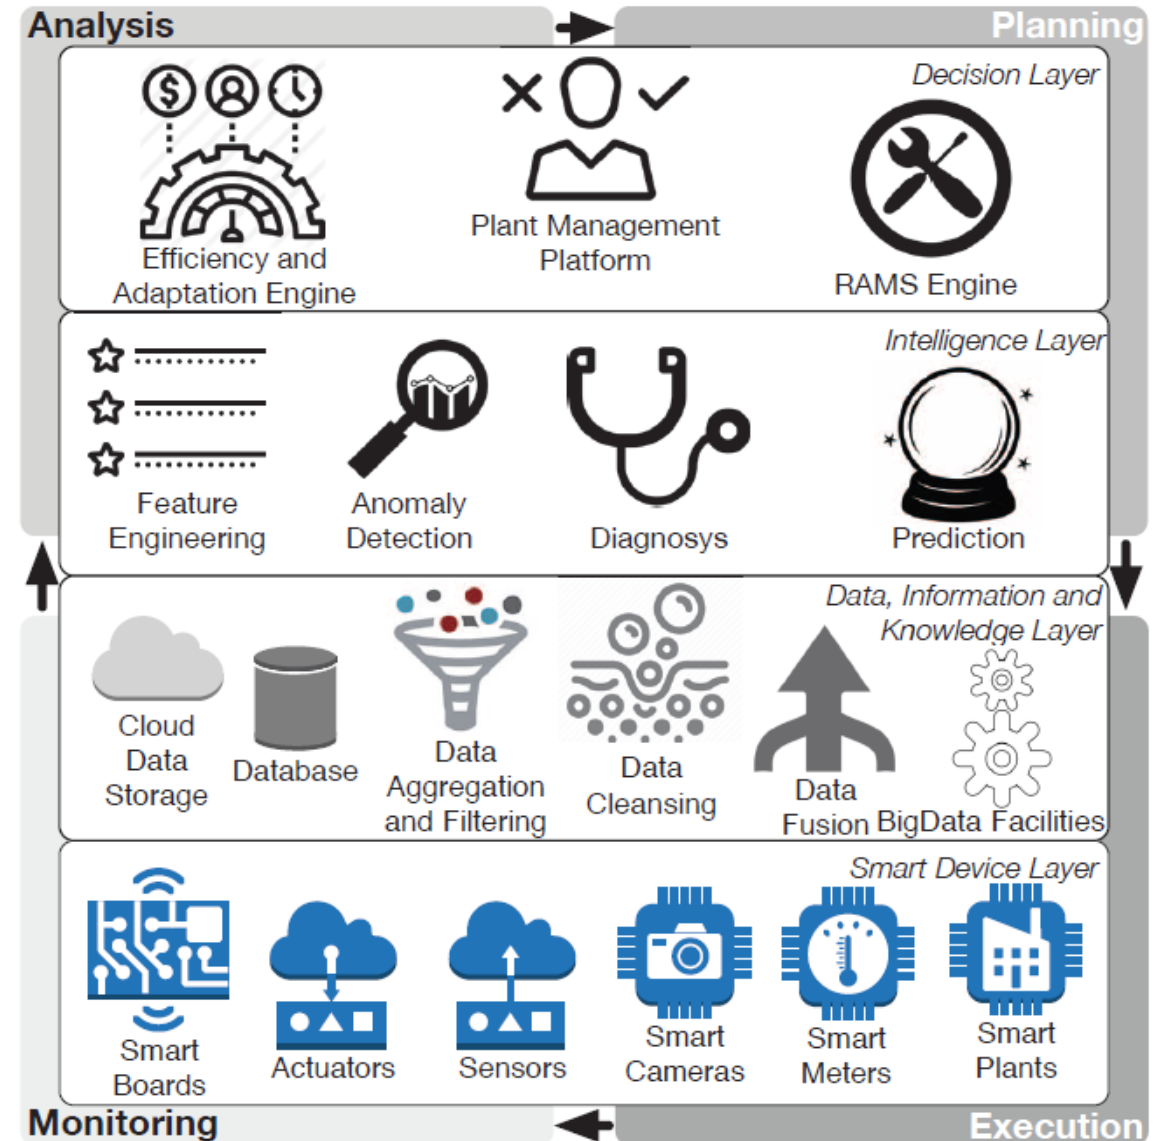 Analysis
Planning
Decision Layer
Efficiency and
Adaptation Engine
Plant Management
Platform
RAMS Engine
Intelligence Layer
Feature
Engineering
Anomaly
Detection
Diagnosys
Prediction
Data, Information and
Knowledge Layer
Cloud
Data
Storage
Database
Data
Aggregation
and Filtering
Data
Cleansing
Data
Fusion
BigData Facilities
Smart Device Layer
Smart
Boards
Actuators
Sensors
Smart
Cameras
Smart
Meters
Smart
Plants
Monitoring
Execution